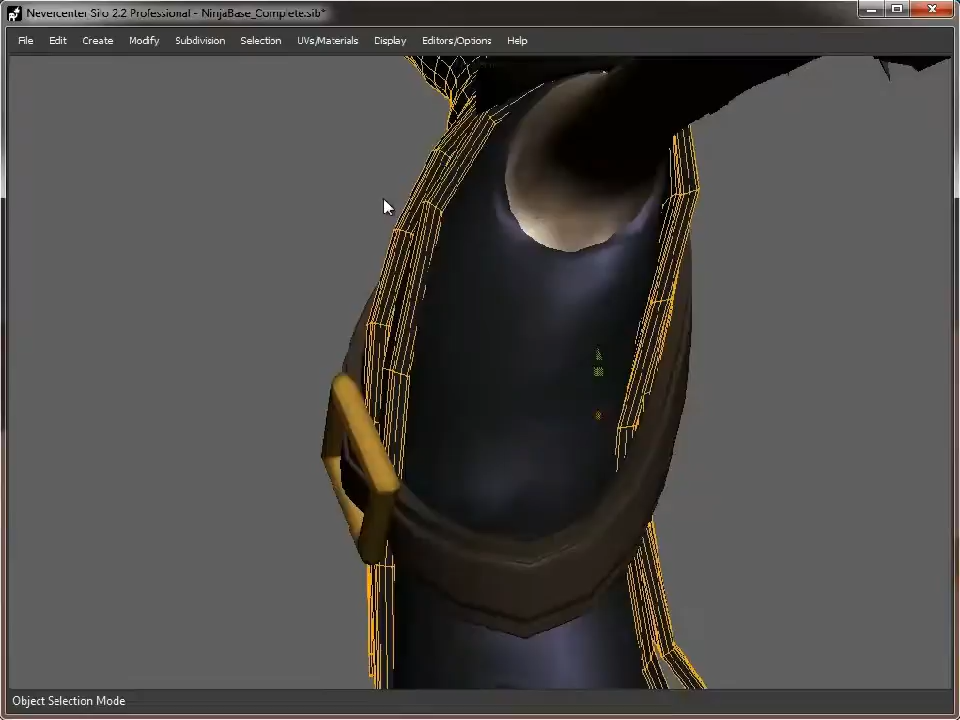 Nevercenter Silo 2.2 Professional - NinjaBase_Complete.sib*
File Edit Create Modify Subdivision Selection UVs/Materials Display Editors/Options Help
Object Selection Mode